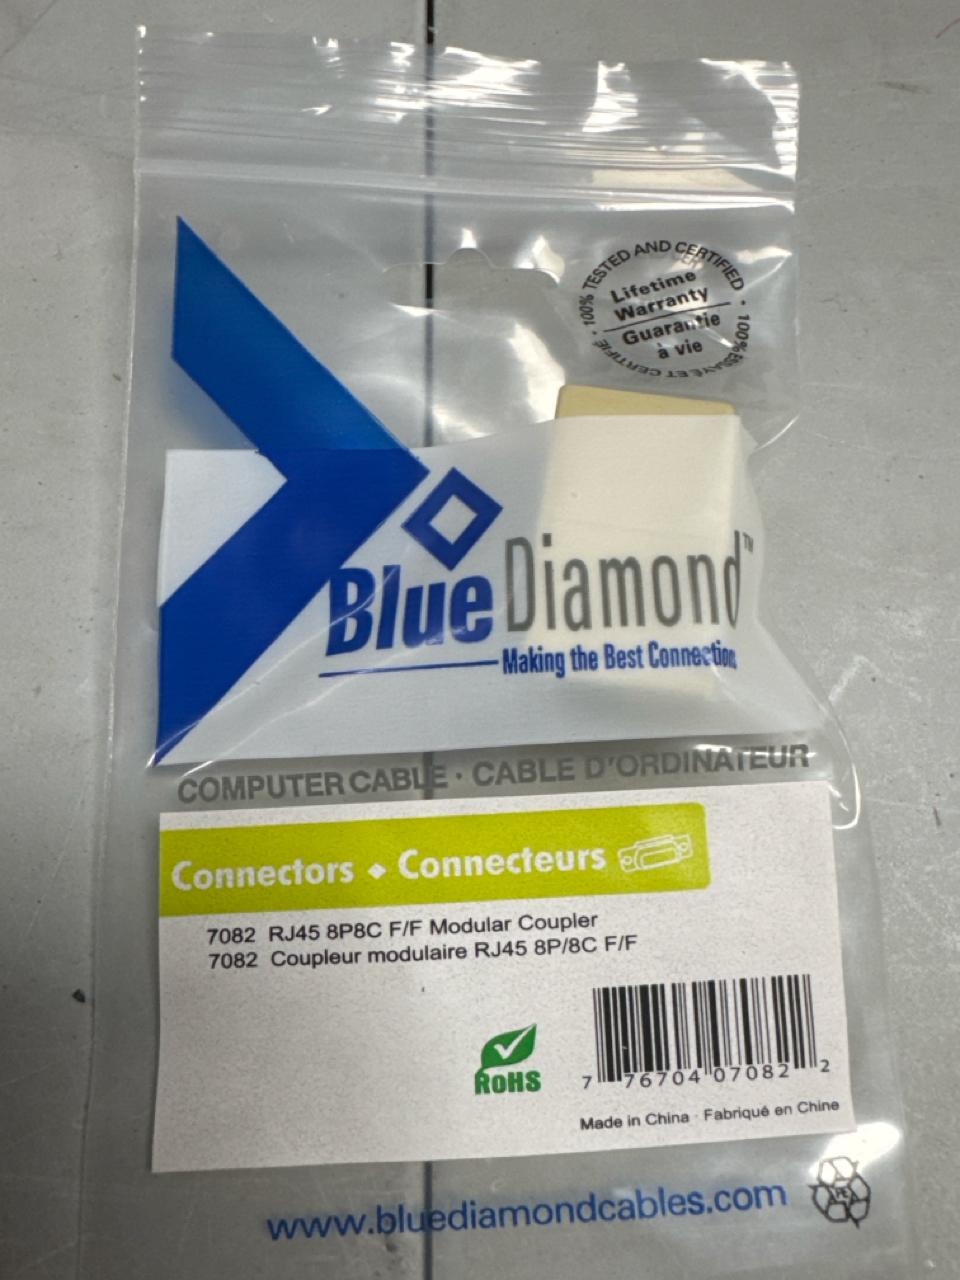 100% TESTED AND CERTIFIED
Lifetime
Warranty
Guarantie
à vie
100% ESSAYÉ ET CERTIFIÉ
Blue Diamond™
Making the Best Connection
COMPUTER CABLE · CABLE D'ORDINATEUR
Connectors ◆ Connecteurs
7082 RJ45 8P8C F/F Modular Coupler
7082 Coupleur modulaire RJ45 8P/8C F/F
RoHS
7 76704 07082 2
Made in China · Fabriqué en Chine
www.bluediamondcables.com
PE